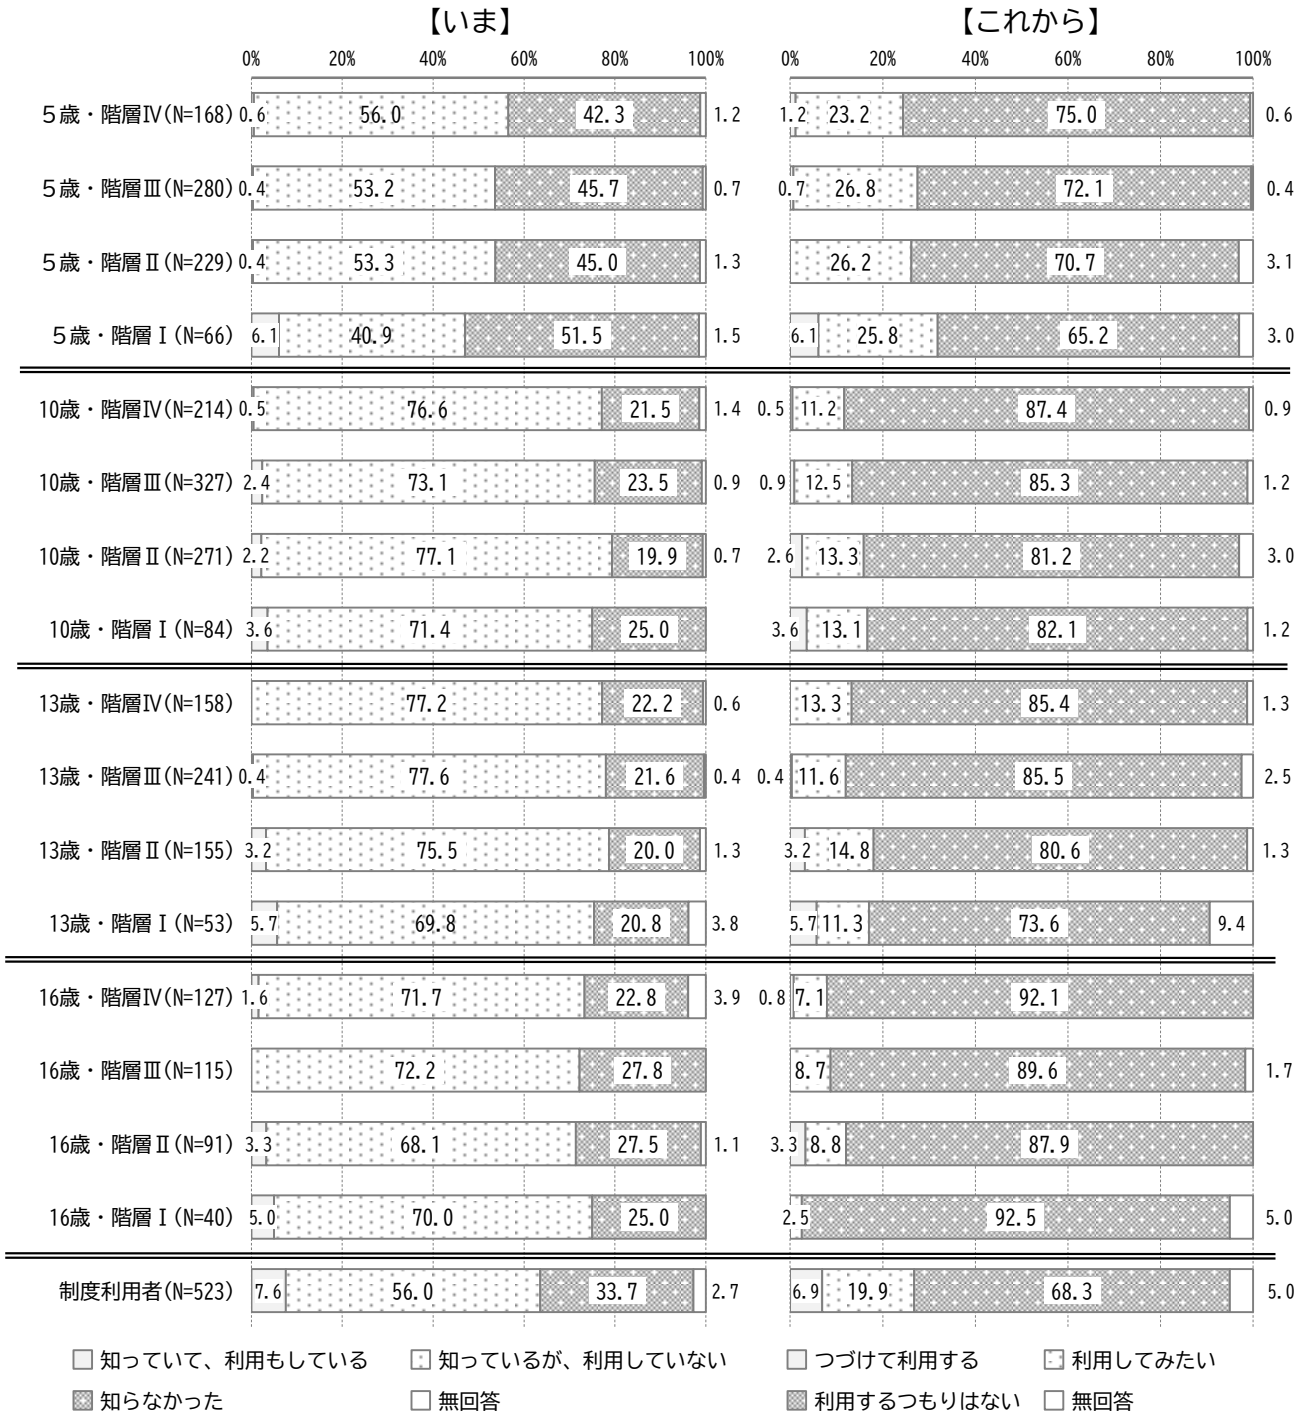 【いま】 【これから】
0% 20% 40% 60% 80% 100% 0% 20% 40% 60% 80% 100%
5歳・階層Ⅳ(N=168) 0.6 56.0 42.3 1.2 1.2 23.2 75.0 0.6
5歳・階層Ⅲ(N=280) 0.4 53.2 45.7 0.7 0.7 26.8 72.1 0.4
5歳・階層Ⅱ(N=229) 0.4 53.3 45.0 1.3 26.2 70.7 3.1
5歳・階層Ⅰ(N=66) 6.1 40.9 51.5 1.5 6.1 25.8 65.2 3.0
10歳・階層Ⅳ(N=214) 0.5 76.6 21.5 1.4 0.5 11.2 87.4 0.9
10歳・階層Ⅲ(N=327) 2.4 73.1 23.5 0.9 0.9 12.5 85.3 1.2
10歳・階層Ⅱ(N=271) 2.2 77.1 19.9 0.7 2.6 13.3 81.2 3.0
10歳・階層Ⅰ(N=84) 3.6 71.4 25.0 3.6 13.1 82.1 1.2
13歳・階層Ⅳ(N=158) 77.2 22.2 0.6 13.3 85.4 1.3
13歳・階層Ⅲ(N=241) 0.4 77.6 21.6 0.4 0.4 11.6 85.5 2.5
13歳・階層Ⅱ(N=155) 3.2 75.5 20.0 1.3 3.2 14.8 80.6 1.3
13歳・階層Ⅰ(N=53) 5.7 69.8 20.8 3.8 5.7 11.3 73.6 9.4
16歳・階層Ⅳ(N=127) 1.6 71.7 22.8 3.9 0.8 7.1 92.1
16歳・階層Ⅲ(N=115) 72.2 27.8 8.7 89.6 1.7
16歳・階層Ⅱ(N=91) 3.3 68.1 27.5 1.1 3.3 8.8 87.9
16歳・階層Ⅰ(N=40) 5.0 70.0 25.0 2.5 92.5 5.0
制度利用者(N=523) 7.6 56.0 33.7 2.7 6.9 19.9 68.3 5.0
知っていて、利用もしている 知っているが、利用していない つづけて利用する 利用してみたい
知らなかった 無回答 利用するつもりはない 無回答